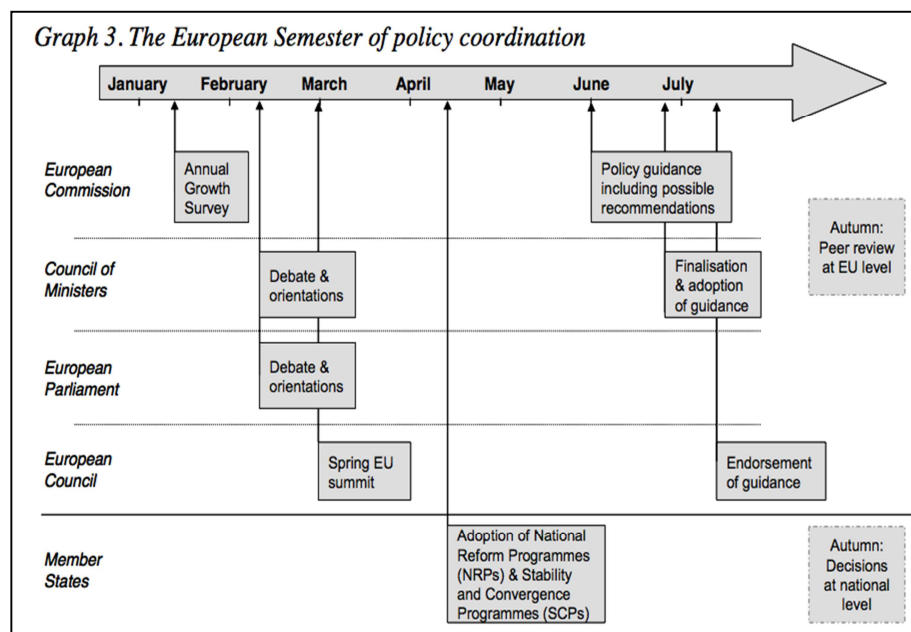 Graph 3. The European Semester of policy coordination
January February March April May June July
European
Commission
Annual
Growth
Survey
Policy guidance
including possible
recommendations
Autumn:
Peer review
at EU level
Council of
Ministers
Debate &
orientations
Finalisation
& adoption
of guidance
European
Parliament
Debate &
orientations
European
Council
Spring EU
summit
Endorsement
of guidance
Member
States
Adoption of National
Reform Programmes
(NRPs) & Stability
and Convergence
Programmes (SCPs)
Autumn:
Decisions
at national
level